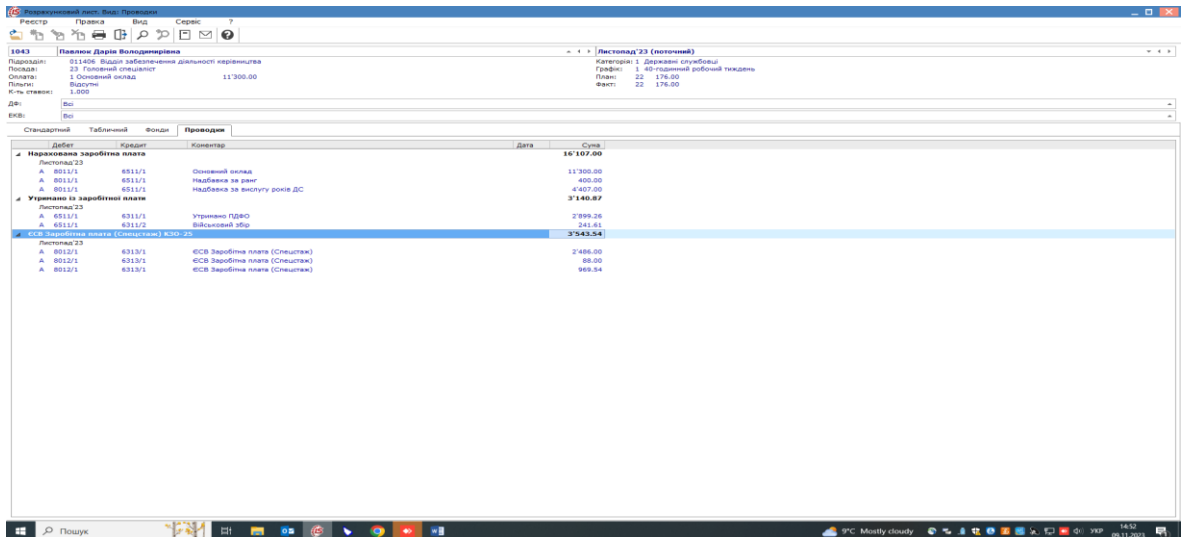 Розрахунковий лист. Вид: Проводки
Реєстр Правка Вид Сервіс ?
1043 Павлюк Дарія Володимирівна Листопад'23 (поточний)
Підрозділ: 011406 Відділ забезпечення діяльності керівництва Категорія: 1 Державні службовці
Посада: 23 Головний спеціаліст Графік: 1 40-годинний робочий тиждень
Оплата: 1 Основний оклад 11'300.00 План: 22 176.00
Пільги: Відсутні Факт: 22 176.00
К-ть ставок: 1.000
ДФ: Всі
ЕКВ: Всі
Стандартний Табличний Фонди Проводки
Дебет Кредит Коментар Дата Сума
Нарахована заробітна плата 16'107.00
Листопад'23
А 8011/1 6511/1 Основний оклад 11'300.00
А 8011/1 6511/1 Надбавка за ранг 400.00
А 8011/1 6511/1 Надбавка за вислугу років ДС 4'407.00
Утримано із заробітної плати 3'140.87
Листопад'23
А 6511/1 6311/1 Утримано ПДФО 2'899.26
А 6511/1 6311/2 Військовий збір 241.61
ЄСВ Заробітна плата (Спецстаж) КЗО-25 3'543.54
Листопад'23
А 8012/1 6313/1 ЄСВ Заробітна плата (Спецстаж) 2'486.00
А 8012/1 6313/1 ЄСВ Заробітна плата (Спецстаж) 88.00
А 8012/1 6313/1 ЄСВ Заробітна плата (Спецстаж) 969.54
Пошук 9°C Mostly cloudy УКР 14:52
09.11.2023